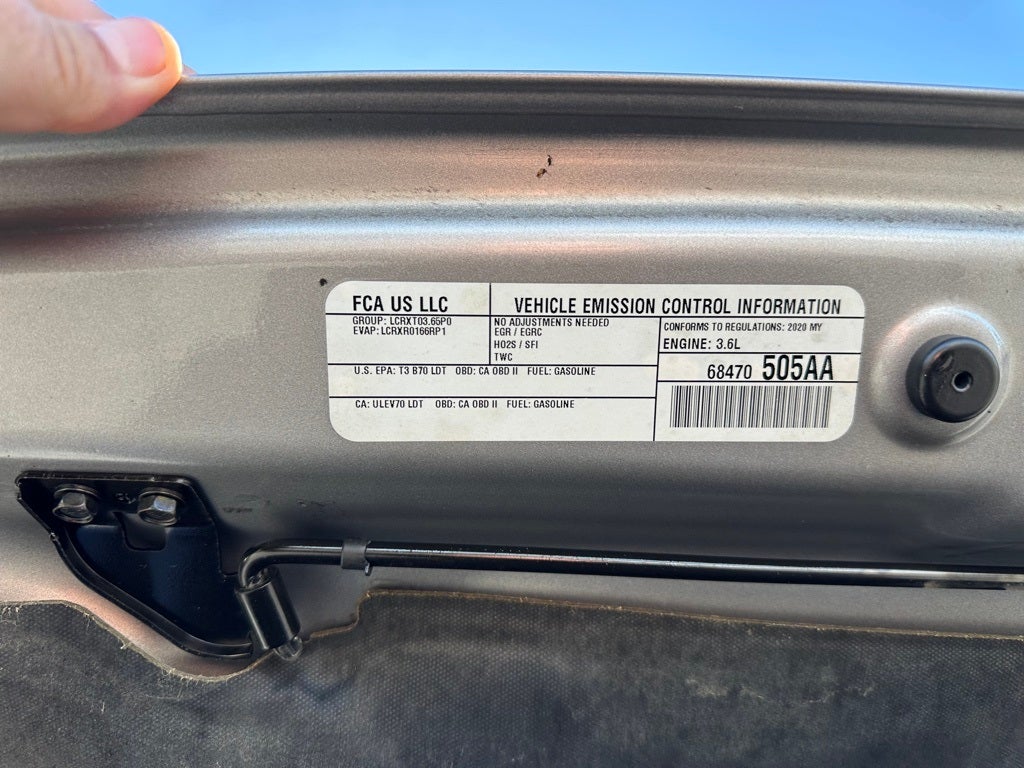 FCA US LLC
VEHICLE EMISSION CONTROL INFORMATION
GROUP: LCRXT03.65P0
EVAP: LCRXR0166RP1
NO ADJUSTMENTS NEEDED
EGR / EGRC
HO2S / SFI
TWC
CONFORMS TO REGULATIONS: 2020 MY
ENGINE: 3.6L
U.S. EPA: T3 B70 LDT OBD: CA OBD II FUEL: GASOLINE
68470 505AA
CA: ULEV70 LDT OBD: CA OBD II FUEL: GASOLINE